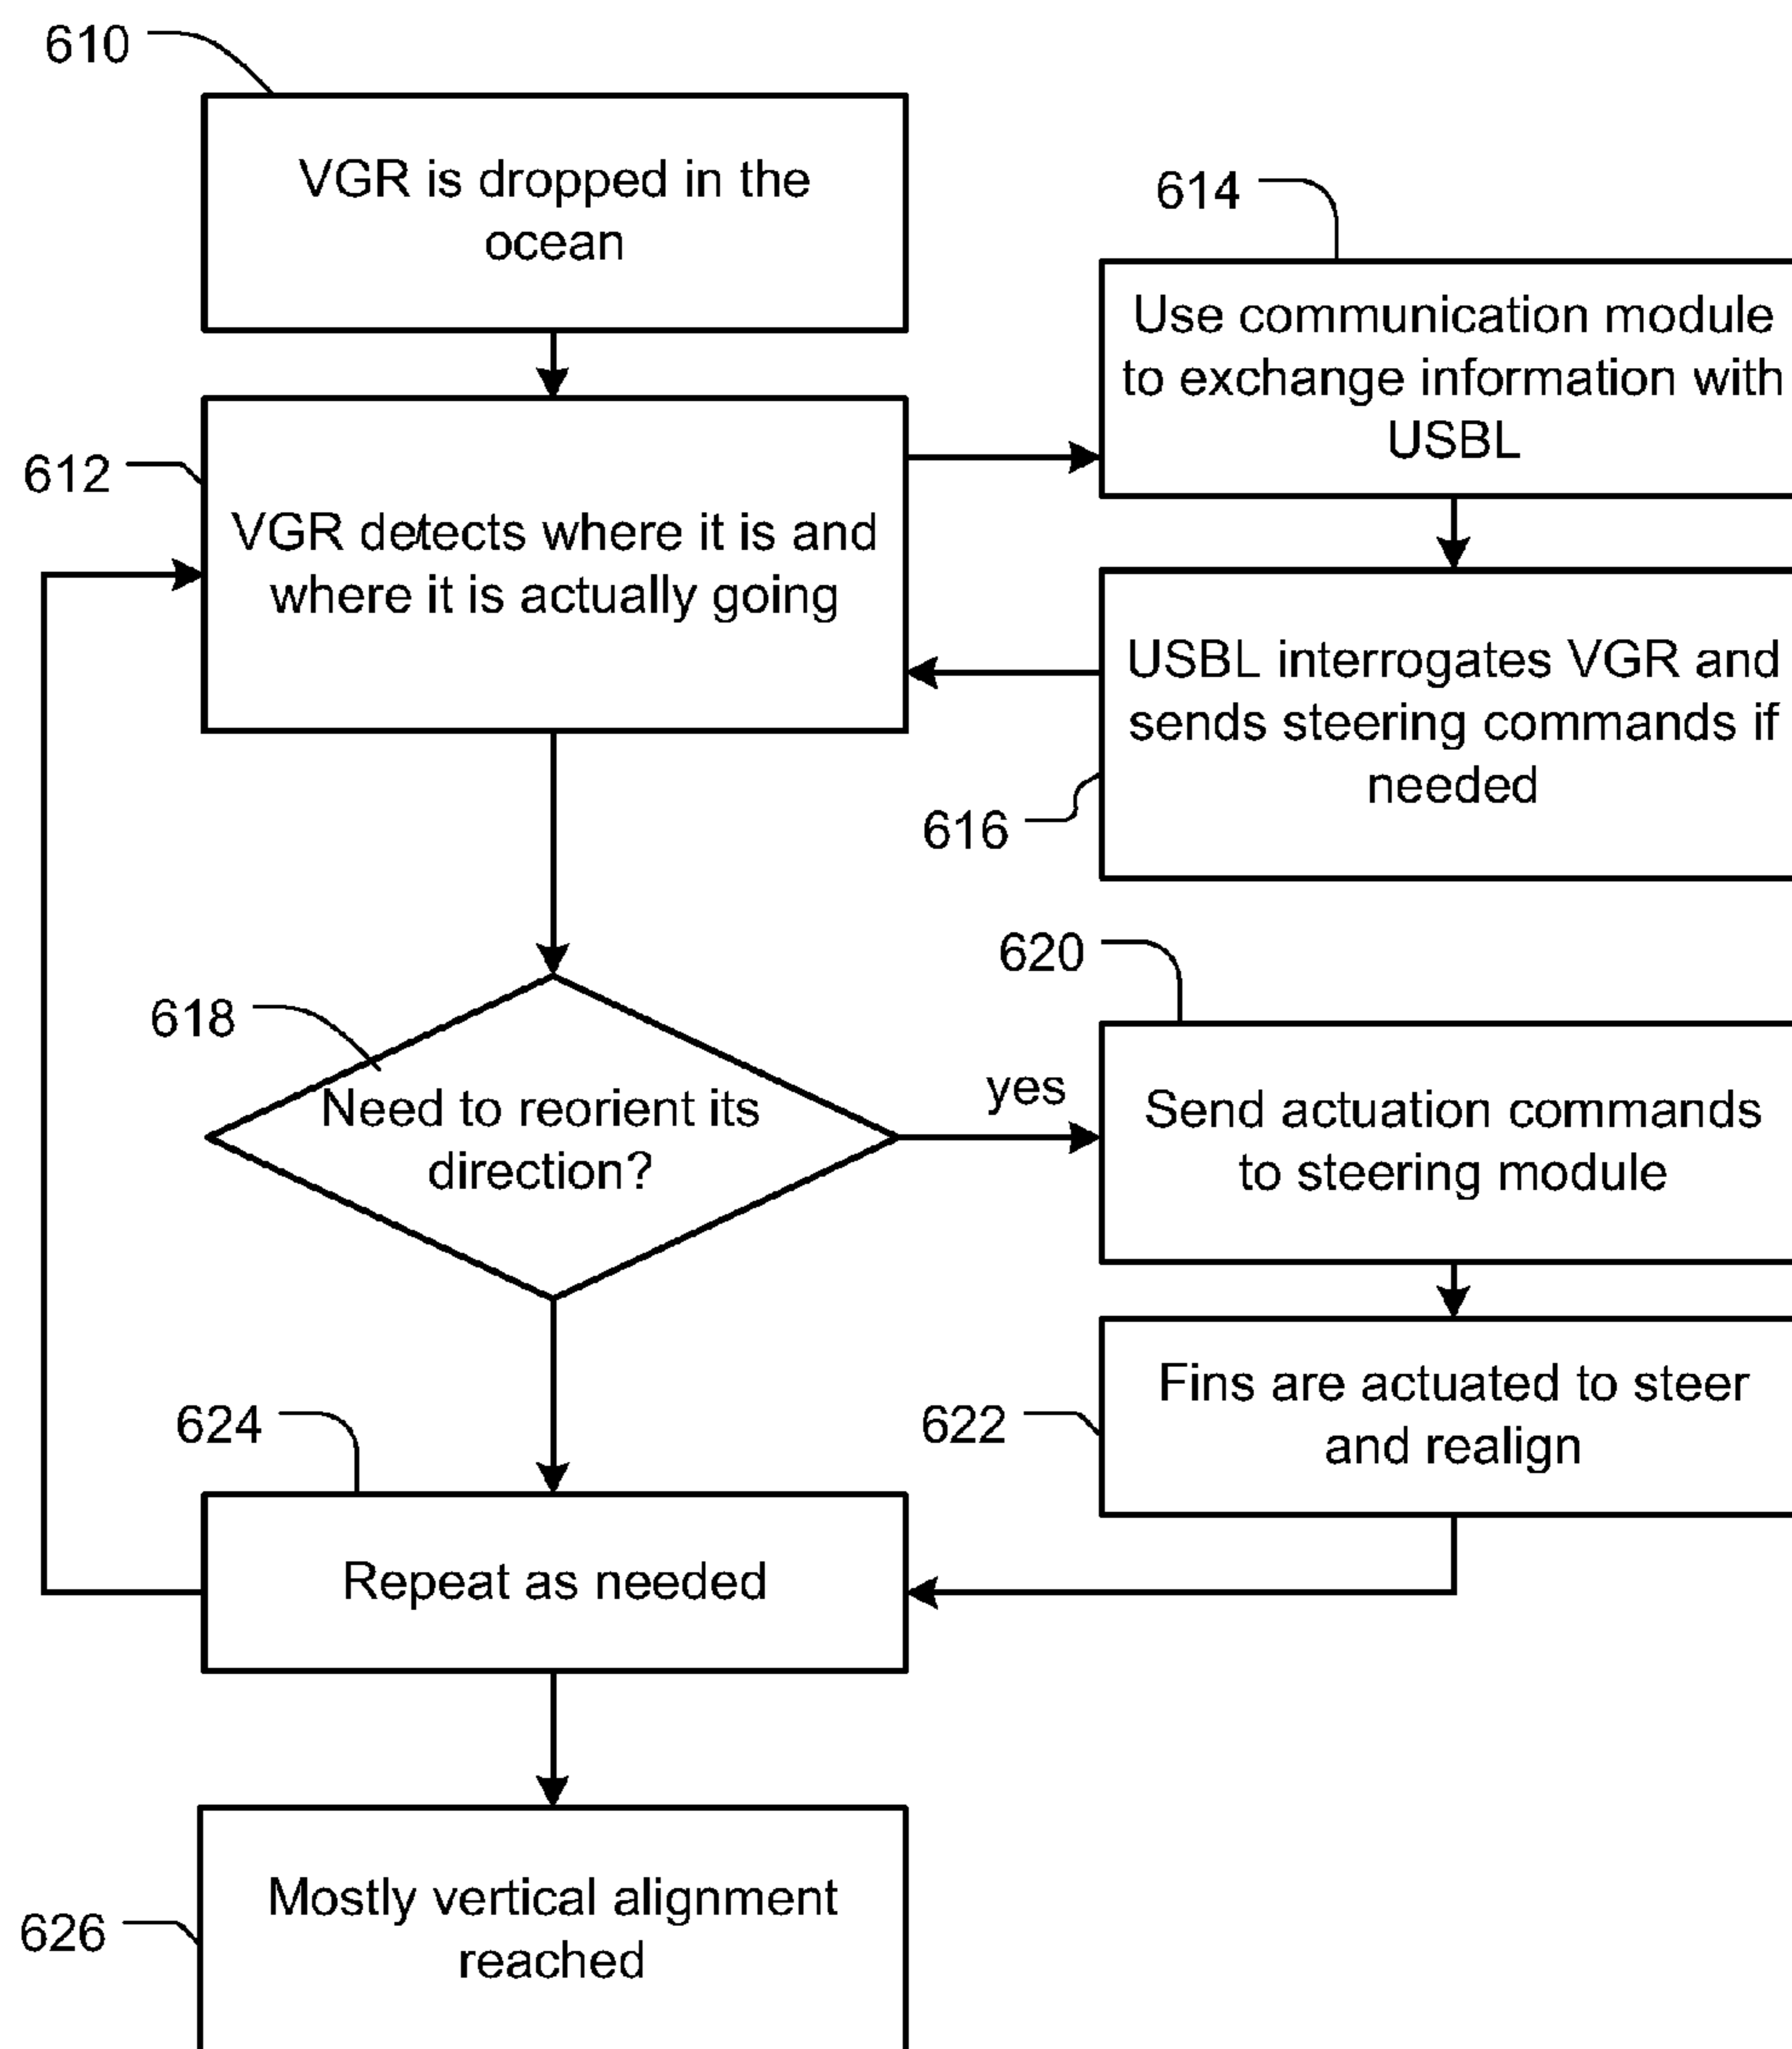 610
VGR is dropped in the
ocean
614
Use communication module
to exchange information with
USBL
612
VGR detects where it is and
where it is actually going
USBL interrogates VGR and
sends steering commands if
needed
616
618
Need to reorient its
direction?
yes
620
Send actuation commands
to steering module
622
Fins are actuated to steer
and realign
624
Repeat as needed
626
Mostly vertical alignment
reached